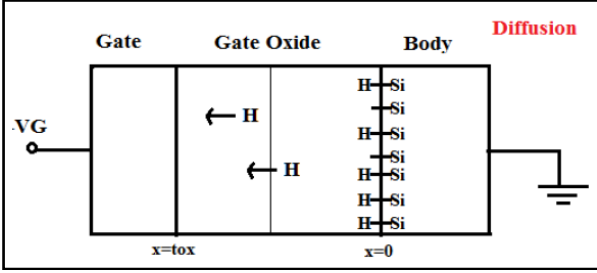 Gate Gate Oxide Body Diffusion
H Si
Si
H
-VG
H Si
Si
H
H Si
H Si
H Si
x=tox x=0